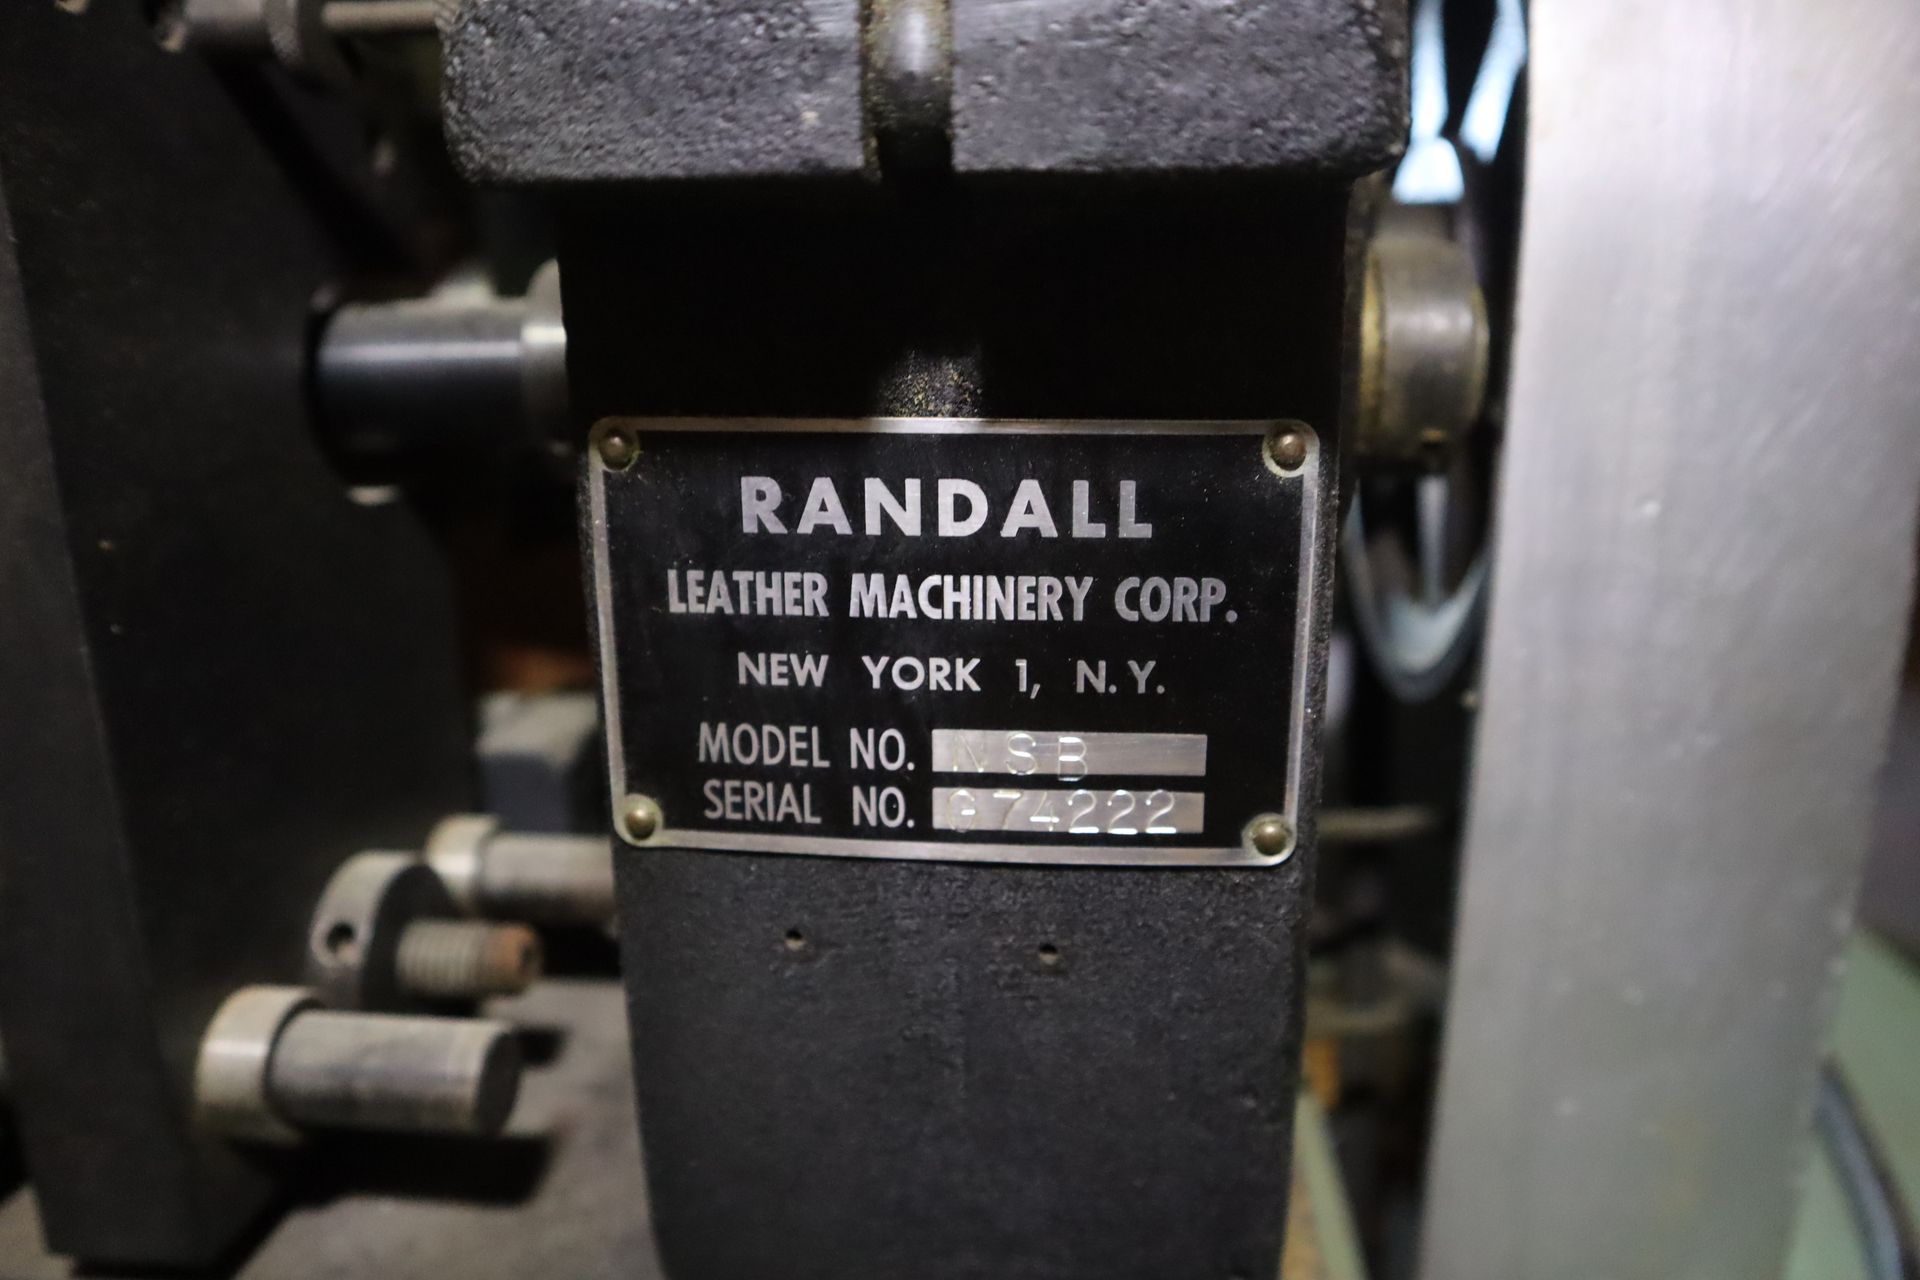 RANDALL
LEATHER MACHINERY CORP.
NEW YORK 1, N.Y.
MODEL NO. NSB
SERIAL NO. G74222